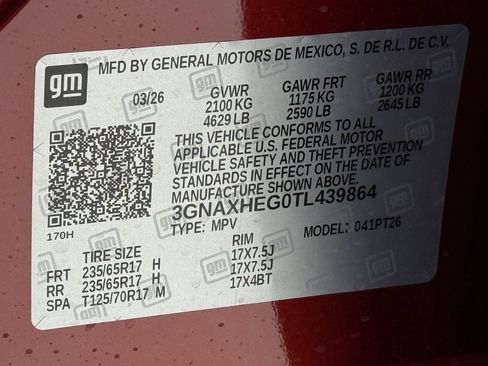 gm
MFD BY GENERAL MOTORS DE MEXICO, S. DE R.L. DE C.V.
03/26
GVWR GAWR FRT GAWR RR
2100 KG 1175 KG 1200 KG
4629 LB 2590 LB 2645 LB
THIS VEHICLE CONFORMS TO ALL
APPLICABLE U.S. FEDERAL MOTOR
VEHICLE SAFETY AND THEFT PREVENTION
STANDARDS IN EFFECT ON THE DATE OF
MANUFACTURE SHOWN ABOVE.
3GNAXHEG0TL439864
TYPE: MPV MODEL: 041PT26
170H
TIRE SIZE RIM
FRT 235/65R17 H 17X7.5J
RR 235/65R17 H 17X7.5J
SPA T125/70R17 M 17X4BT